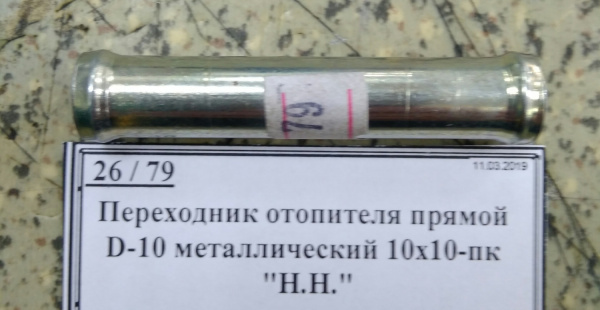 79
26 / 79
11.03.2019
Переходник отопителя прямой
D-10 металлический 10х10-пк
"Н.Н."